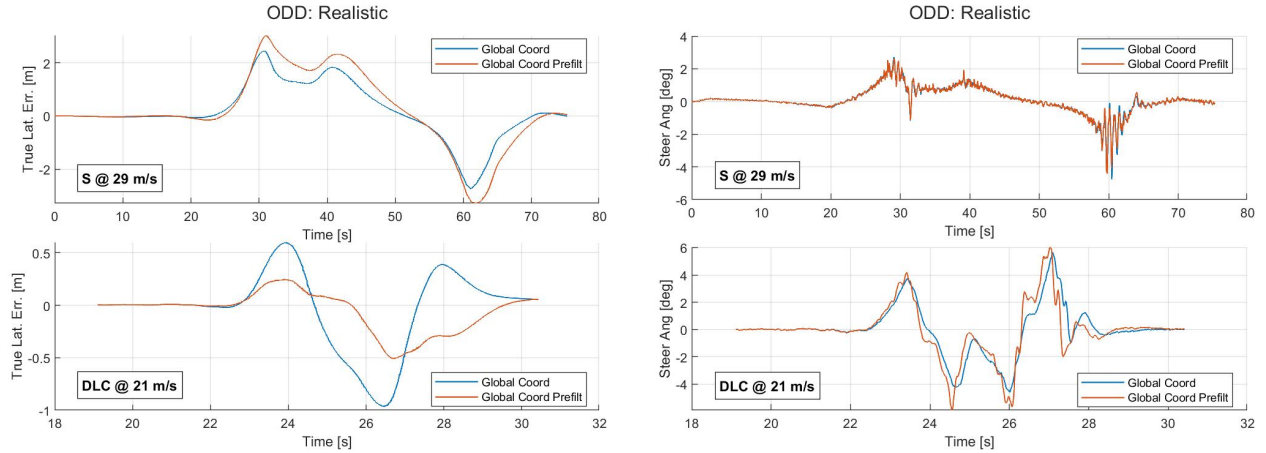 ODD: Realistic
True Lat. Err. [m]
2
0
-2
Global Coord
Global Coord Prefilt
S @ 29 m/s
0 10 20 30 40 50 60 70 80
Time [s]
True Lat. Err. [m]
0.5
0
-0.5
-1
DLC @ 21 m/s
Global Coord
Global Coord Prefilt
18 20 22 24 26 28 30 32
Time [s]
ODD: Realistic
Steer Ang [deg]
4
2
0
-2
-4
-6
Global Coord
Global Coord Prefilt
S @ 29 m/s
0 10 20 30 40 50 60 70 80
Time [s]
Steer Ang [deg]
6
4
2
0
-2
-4
DLC @ 21 m/s
Global Coord
Global Coord Prefilt
18 20 22 24 26 28 30 32
Time [s]